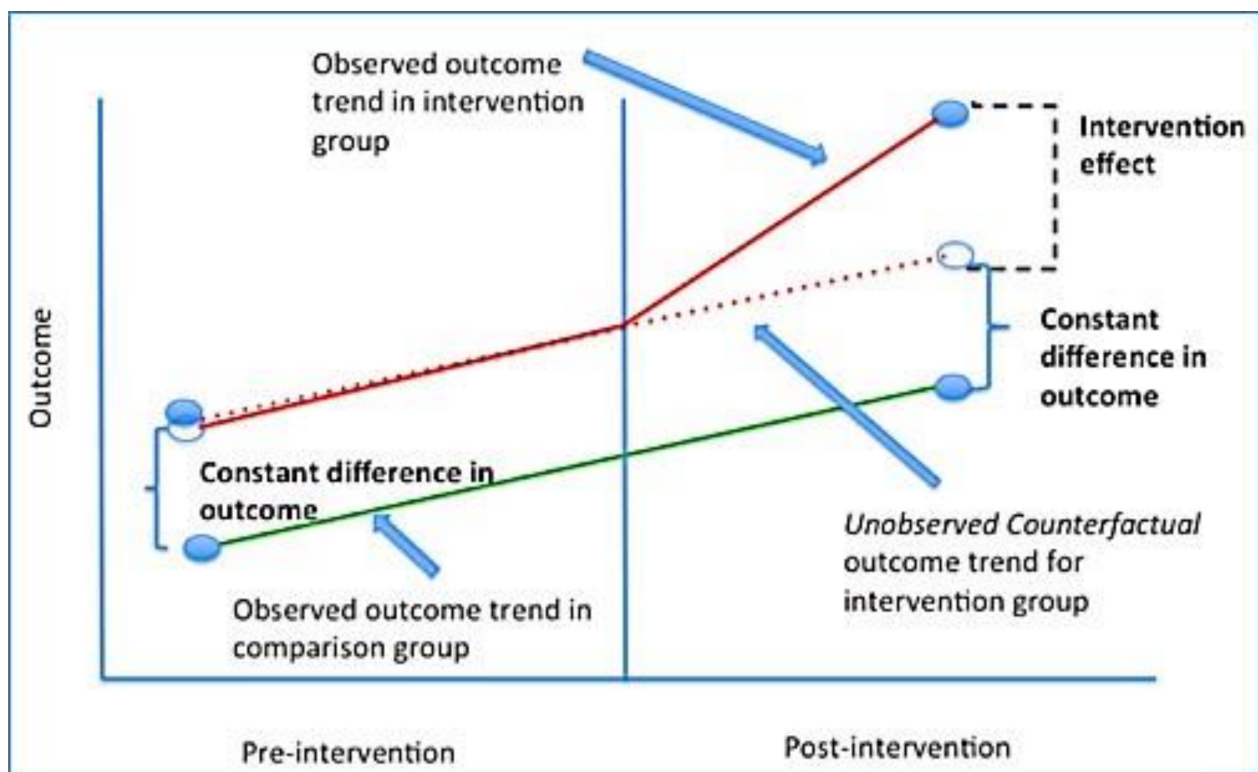 Observed outcome
trend in intervention
group
Intervention
effect
Outcome
Constant
difference in
outcome
Constant difference in
outcome
Unobserved Counterfactual
outcome trend for
intervention group
Observed outcome trend in
comparison group
Pre-intervention
Post-intervention